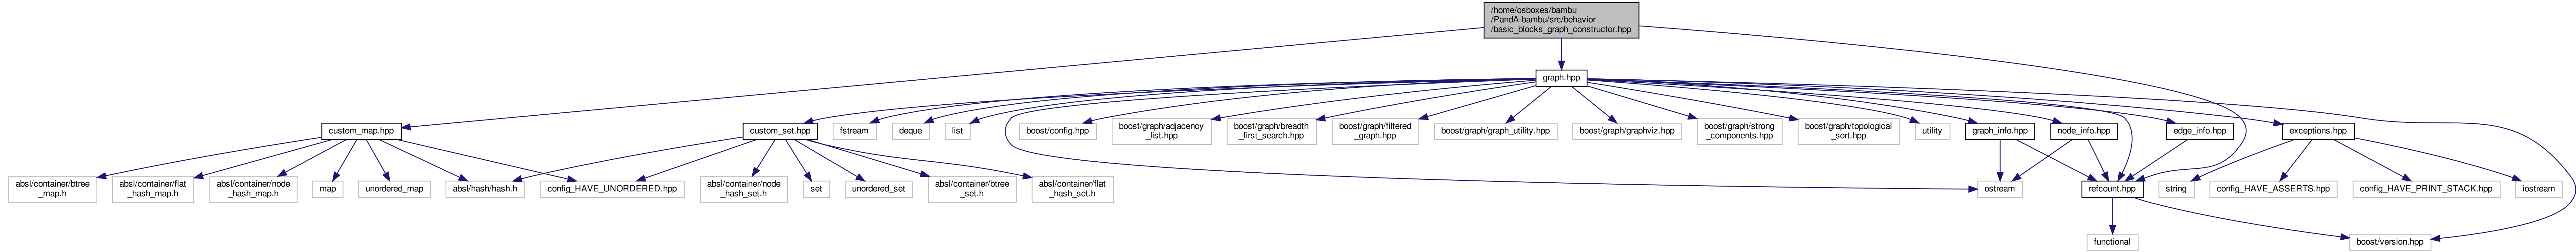 /home/osboxes/bambu
/PandA-bambu/src/behavior
/basic_blocks_graph_constructor.hpp
graph.hpp
custom_map.hpp
custom_set.hpp
fstream
deque
list
boost/config.hpp
boost/graph/adjacency
_list.hpp
boost/graph/breadth
_first_search.hpp
boost/graph/filtered
_graph.hpp
boost/graph/graph_utility.hpp
boost/graph/graphviz.hpp
boost/graph/strong
_components.hpp
boost/graph/topological
_sort.hpp
utility
graph_info.hpp
node_info.hpp
edge_info.hpp
exceptions.hpp
absl/container/btree
_map.h
absl/container/flat
_hash_map.h
absl/container/node
_hash_map.h
map
unordered_map
absl/hash/hash.h
config_HAVE_UNORDERED.hpp
absl/container/node
_hash_set.h
set
unordered_set
absl/container/btree
_set.h
absl/container/flat
_hash_set.h
ostream
refcount.hpp
string
config_HAVE_ASSERTS.hpp
config_HAVE_PRINT_STACK.hpp
iostream
functional
boost/version.hpp